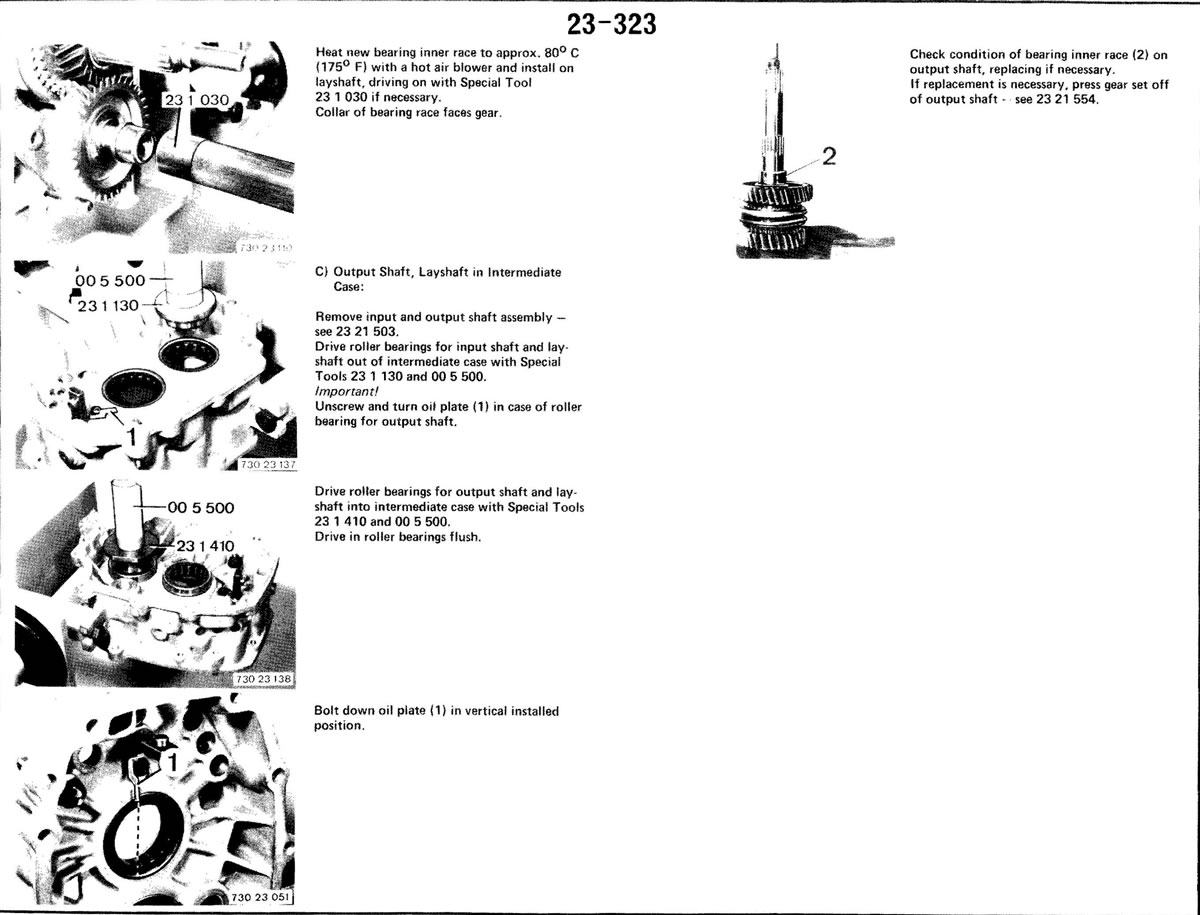 23-323
23 1 030
730 23 110
Heat new bearing inner race to approx. 80° C
(175° F) with a hot air blower and install on
layshaft, driving on with Special Tool
23 1 030 if necessary.
Collar of bearing race faces gear.
00 5 500
23 1 130
1
730 23 137
C) Output Shaft, Layshaft in Intermediate
Case:
Remove input and output shaft assembly —
see 23 21 503.
Drive roller bearings for input shaft and lay-
shaft out of intermediate case with Special
Tools 23 1 130 and 00 5 500.
Important!
Unscrew and turn oil plate (1) in case of roller
bearing for output shaft.
00 5 500
23 1 410
730 23 138
Drive roller bearings for output shaft and lay-
shaft into intermediate case with Special Tools
23 1 410 and 00 5 500.
Drive in roller bearings flush.
1
730 23 051
Bolt down oil plate (1) in vertical installed
position.
2
Check condition of bearing inner race (2) on
output shaft, replacing if necessary.
If replacement is necessary, press gear set off
of output shaft - see 23 21 554.